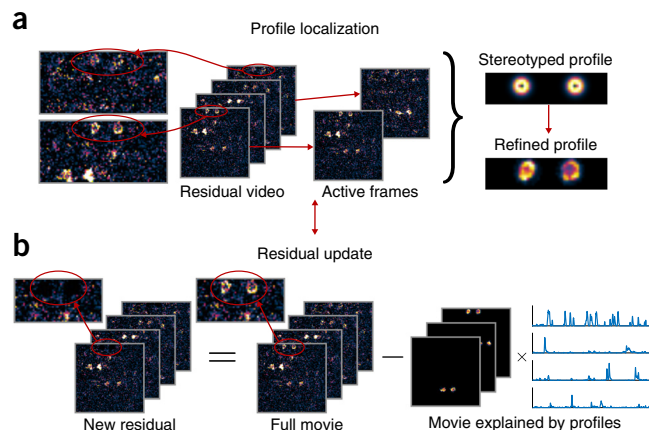 a
Profile localization
Stereotyped profile
Refined profile
Residual video
Active frames
b
Residual update
=
—
×
New residual
Full movie
Movie explained by profiles